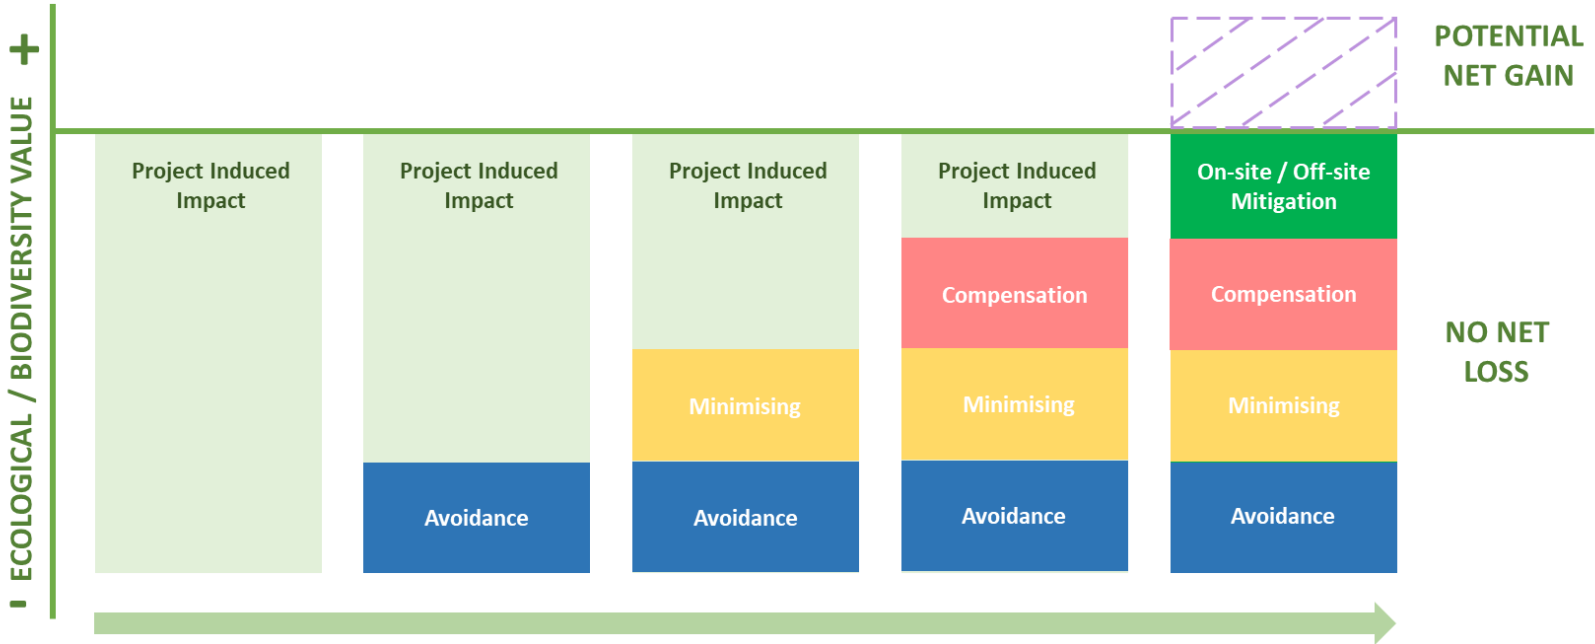 +
- ECOLOGICAL / BIODIVERSITY VALUE
POTENTIAL
NET GAIN
Project Induced
Impact
Project Induced
Impact
Avoidance
Project Induced
Impact
Minimising
Avoidance
Project Induced
Impact
Compensation
Minimising
Avoidance
On-site / Off-site
Mitigation
Compensation
Minimising
Avoidance
NO NET
LOSS